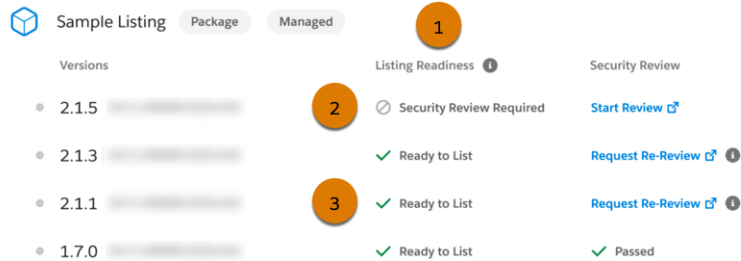 Sample Listing Package Managed
1
Versions Listing Readiness i Security Review
2.1.5 2 Security Review Required Start Review
2.1.3 Ready to List Request Re-Review i
2.1.1 3 Ready to List Request Re-Review i
1.7.0 Ready to List Passed